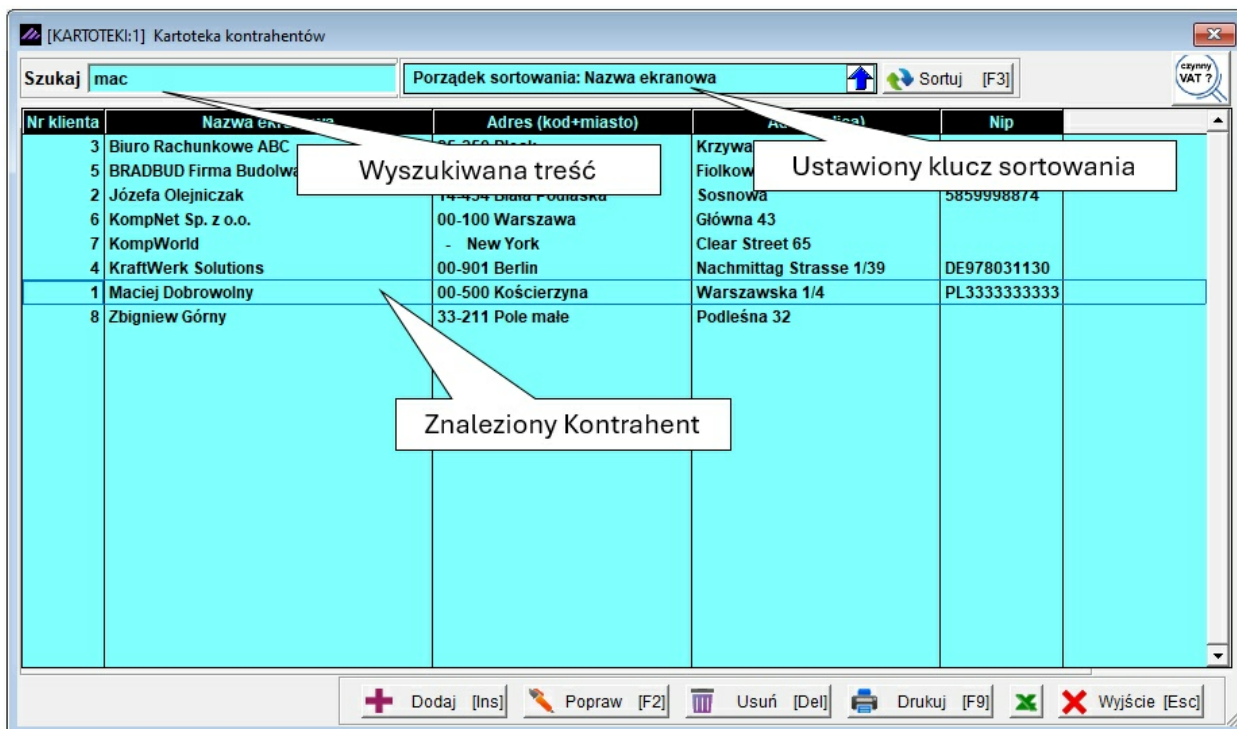 [KARTOTEKI:1] Kartoteka kontrahentów
Szukaj mac Porządek sortowania: Nazwa ekranowa Sortuj [F3] czynny VAT ?
Nr klienta Nazwa Adres (kod+miasto) Nip
3 Biuro Rachunkowe ABC Krzywa
5 BRADBUD Firma
2 Józefa Olejniczak Sosnowa 5859998874
6 KompNet Sp. z o.o. 00-100 Warszawa Główna 43
7 KompWorld - New York Clear Street 65
4 KraftWerk Solutions 00-901 Berlin Nachmittag Strasse 1/39 DE978031130
1 Maciej Dobrowolny 00-500 Kościerzyna Warszawska 1/4 PL3333333333
8 Zbigniew Górny 33-211 Pole małe Podleśna 32
Wyszukiwana treść
Ustawiony klucz sortowania
Znaleziony Kontrahent
Dodaj [Ins] Popraw [F2] Usuń [Del] Drukuj [F9] Wyjście [Esc]